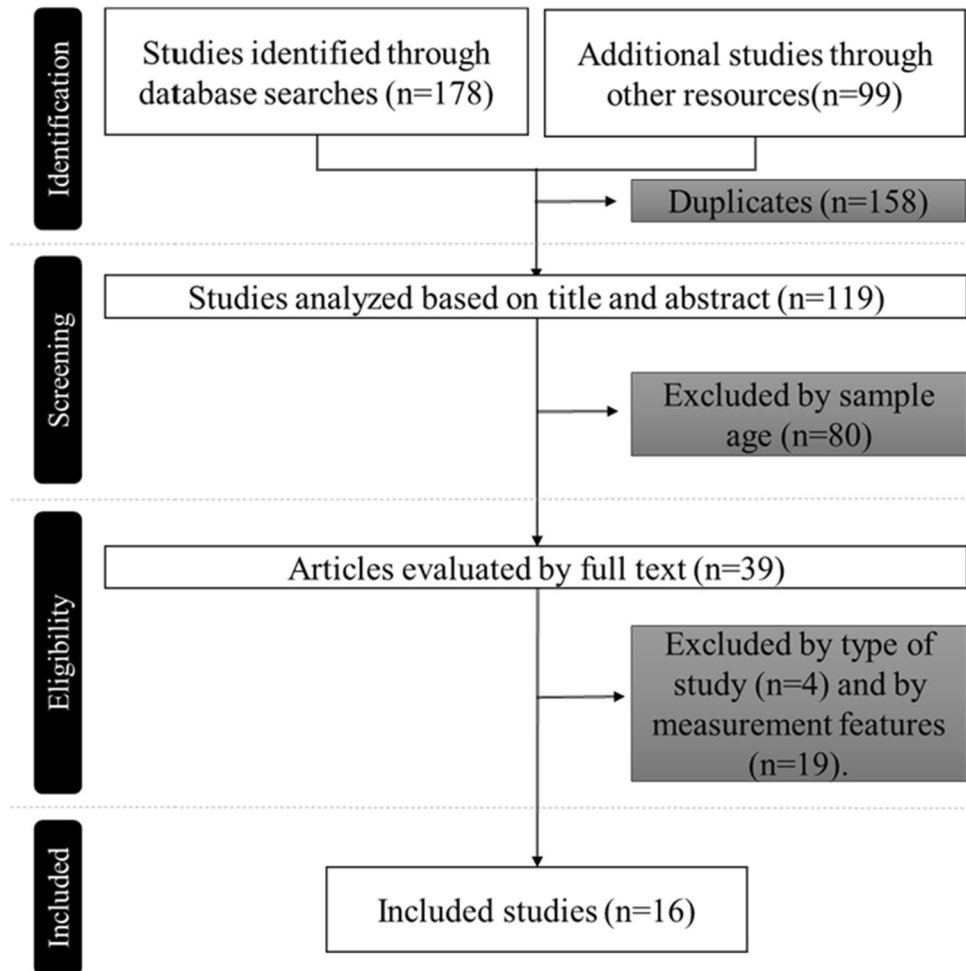 Identification
Studies identified through
database searches (n=178)
Additional studies through
other resources(n=99)
Duplicates (n=158)
Screening
Studies analyzed based on title and abstract (n=119)
Excluded by sample
age (n=80)
Eligibility
Articles evaluated by full text (n=39)
Excluded by type of
study (n=4) and by
measurement features
(n=19).
Included
Included studies (n=16)